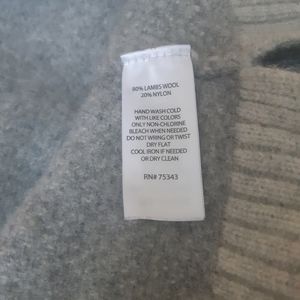 80% LAMBS WOOL
20% NYLON
HAND WASH COLD
WITH LIKE COLORS
ONLY NON-CHLORINE
BLEACH WHEN NEEDED
DO NOT WRING OR TWIST
DRY FLAT
COOL IRON IF NEEDED
OR DRY CLEAN
RN# 75343